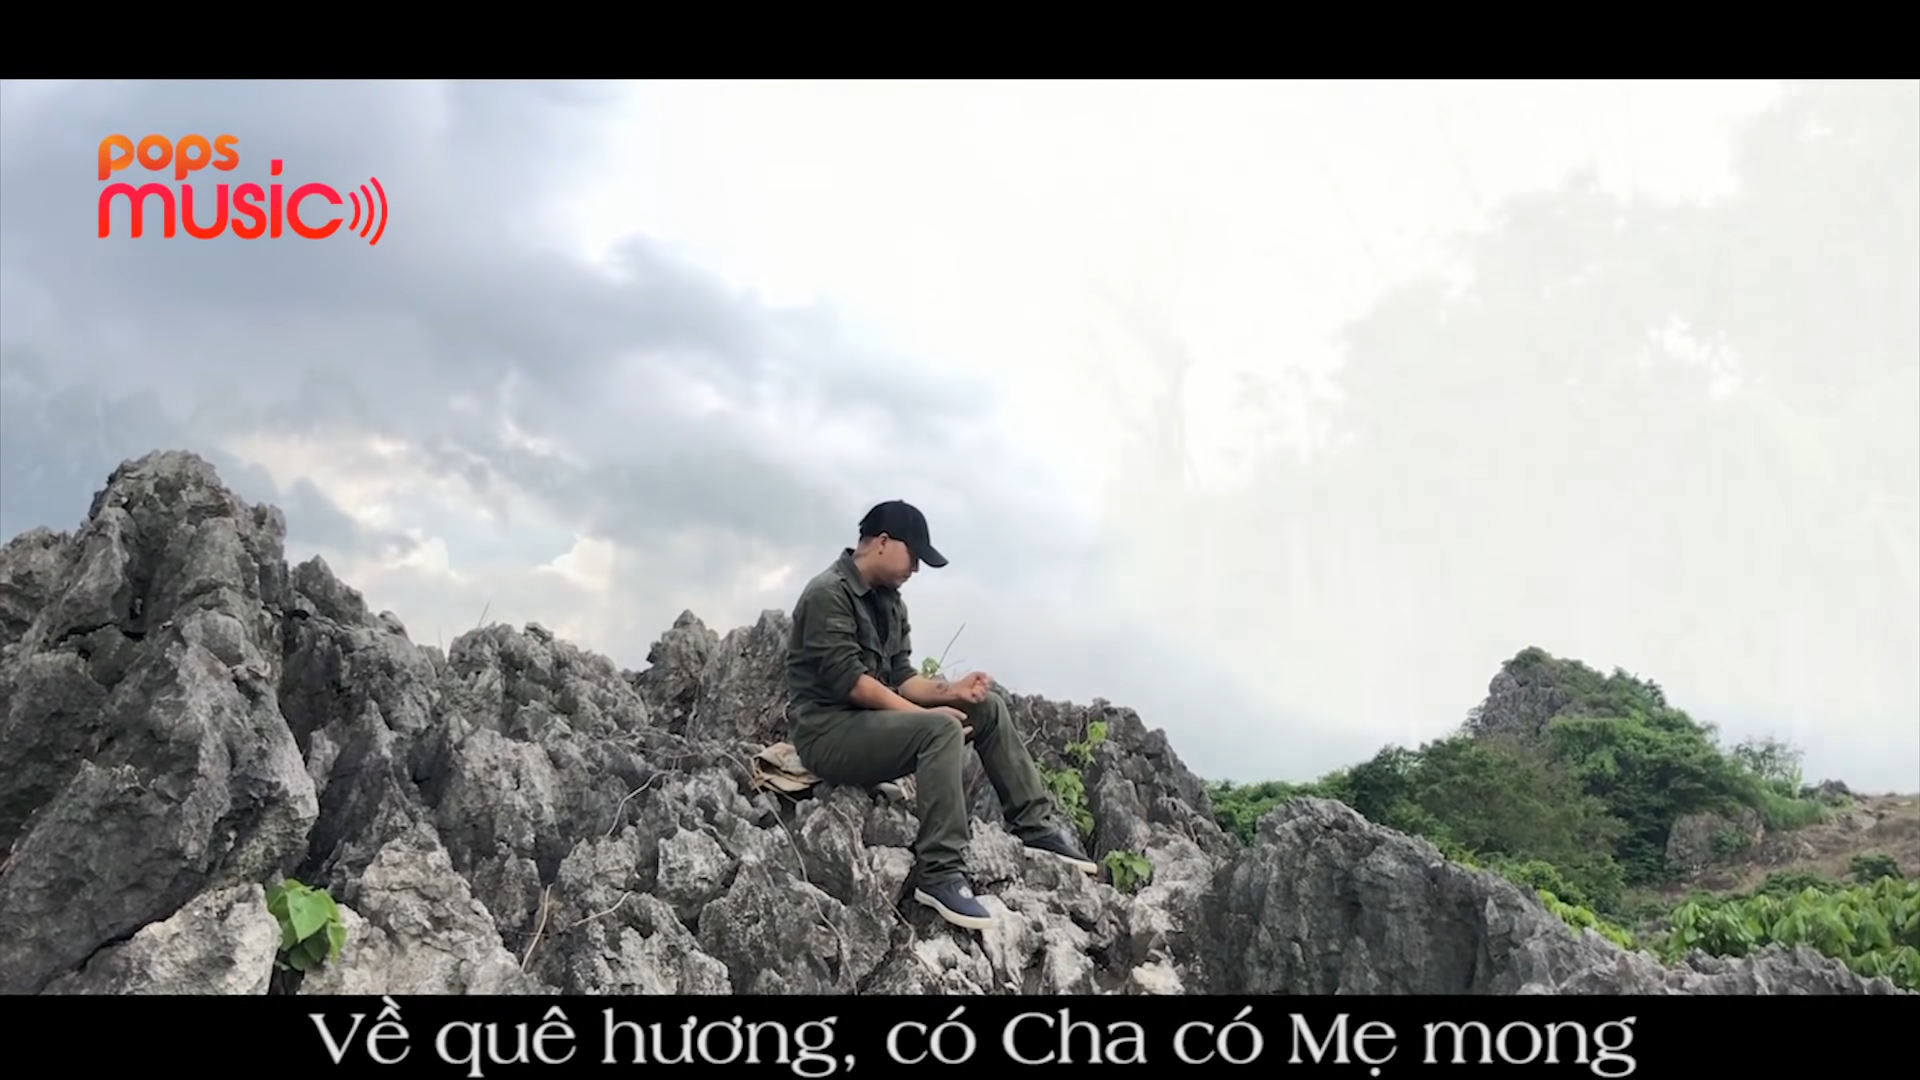 pops
music
Về quê hương, có Cha có Mẹ mong